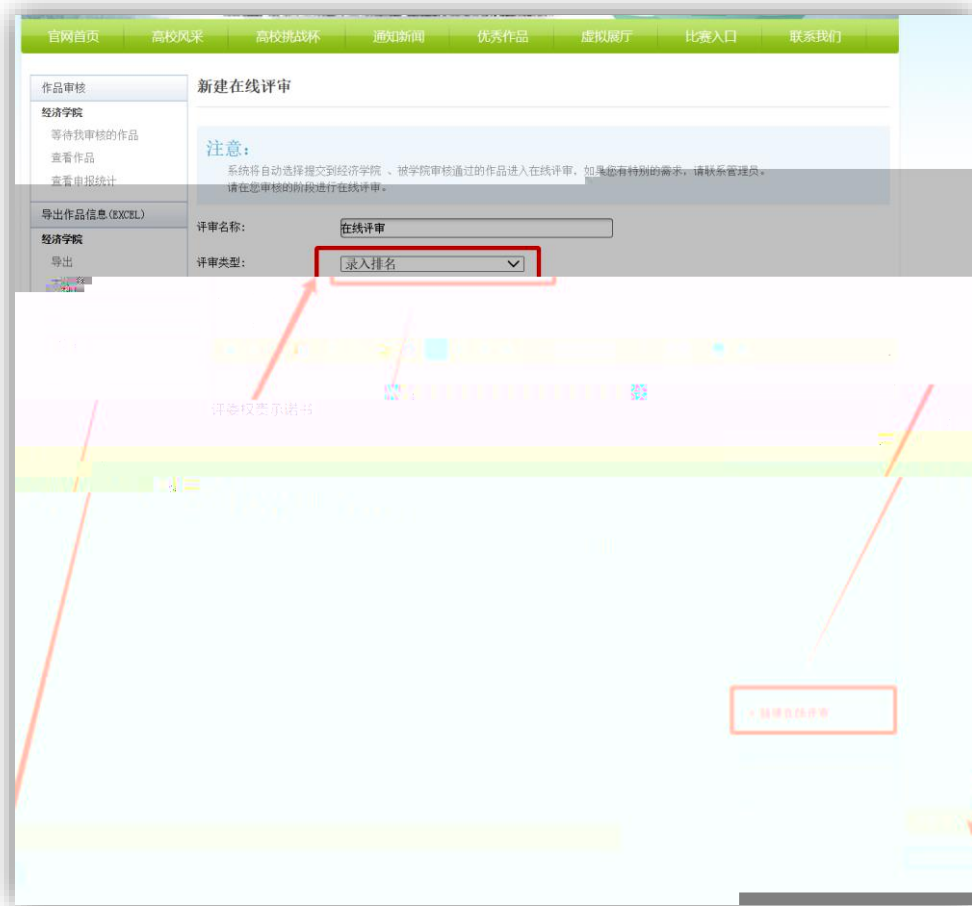 官网首页 高校风采 高校挑战杯 通知新闻 优秀作品 虚拟展厅 比赛入口 联系我们
作品审核
经济学院
等待我审核的作品
查看作品
查看申报统计
导出作品信息(EXCEL)
经济学院
导出
新建在线评审
注意：
系统将自动选择提交到经济学院 、被学院审核通过的作品进入在线评审，如果您有特别的需求，请联系管理员。
请在您审核的阶段进行在线评审。
评审名称： 在线评审
评审类型： 录入排名
评委权责承诺书